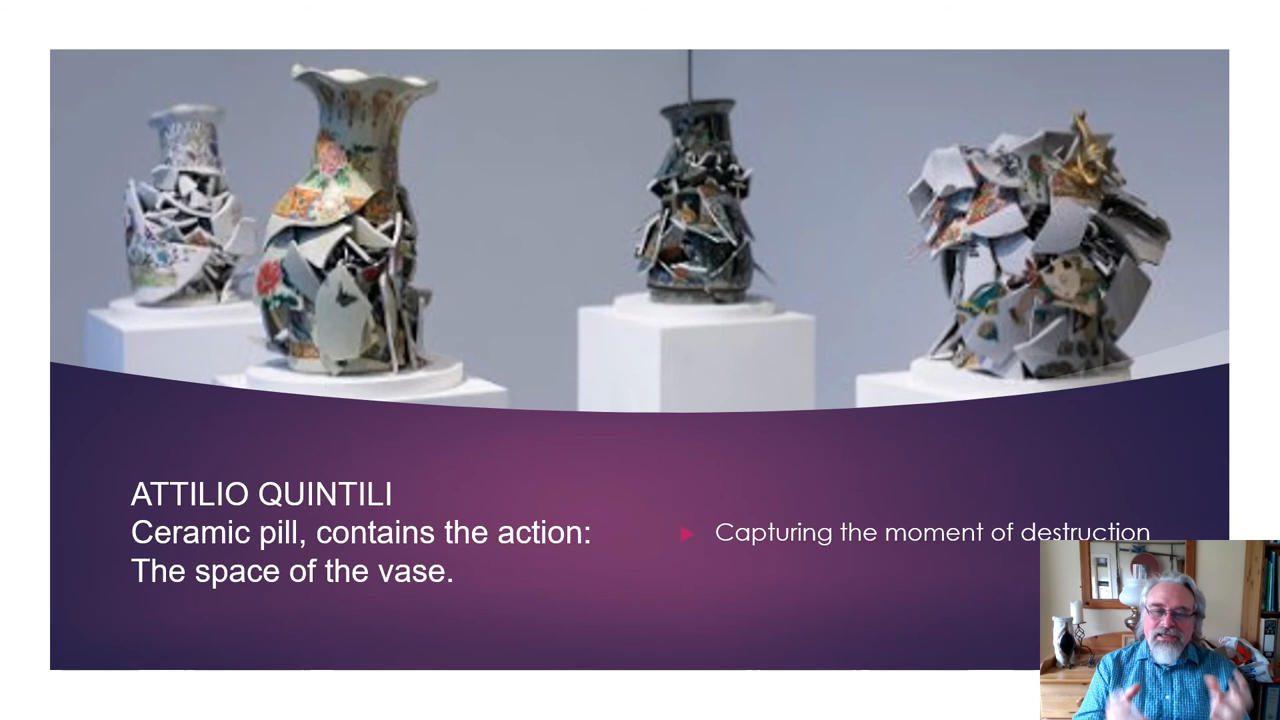 ATTILIO QUINTILI
Ceramic pill, contains the action:
The space of the vase.
Capturing the moment of destruction